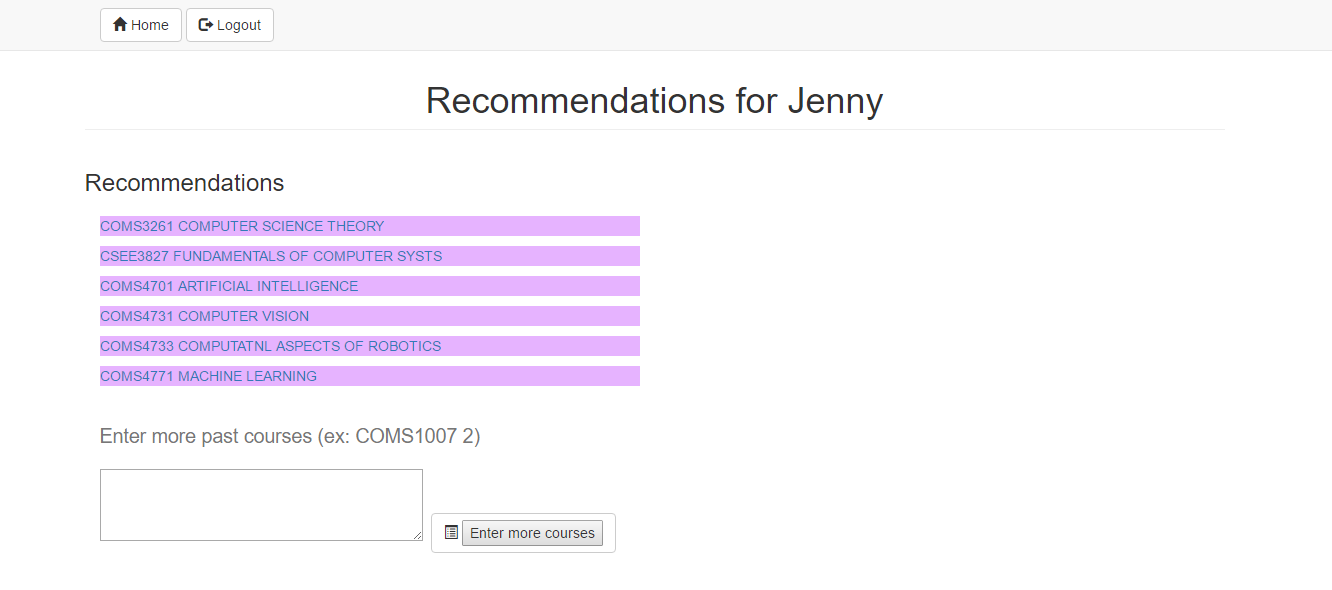 Home Logout
Recommendations for Jenny
Recommendations
COMS3261 COMPUTER SCIENCE THEORY
CSEE3827 FUNDAMENTALS OF COMPUTER SYSTS
COMS4701 ARTIFICIAL INTELLIGENCE
COMS4731 COMPUTER VISION
COMS4733 COMPUTATNL ASPECTS OF ROBOTICS
COMS4771 MACHINE LEARNING
Enter more past courses (ex: COMS1007 2)
Enter more courses